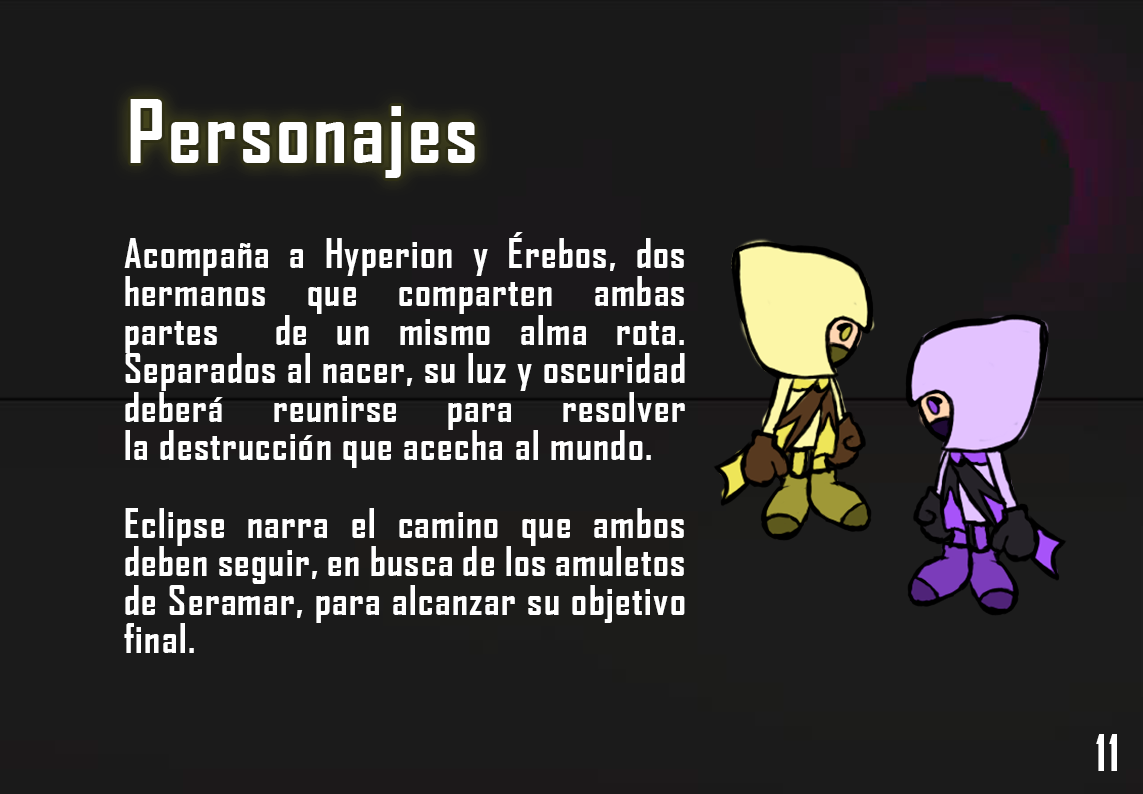 Personajes
Acompaña a Hyperion y Érebos, dos
hermanos que comparten ambas
partes de un mismo alma rota.
Separados al nacer, su luz y oscuridad
deberá reunirse para resolver
la destrucción que acecha al mundo.
Eclipse narra el camino que ambos
deben seguir, en busca de los amuletos
de Seramar, para alcanzar su objetivo
final.
11